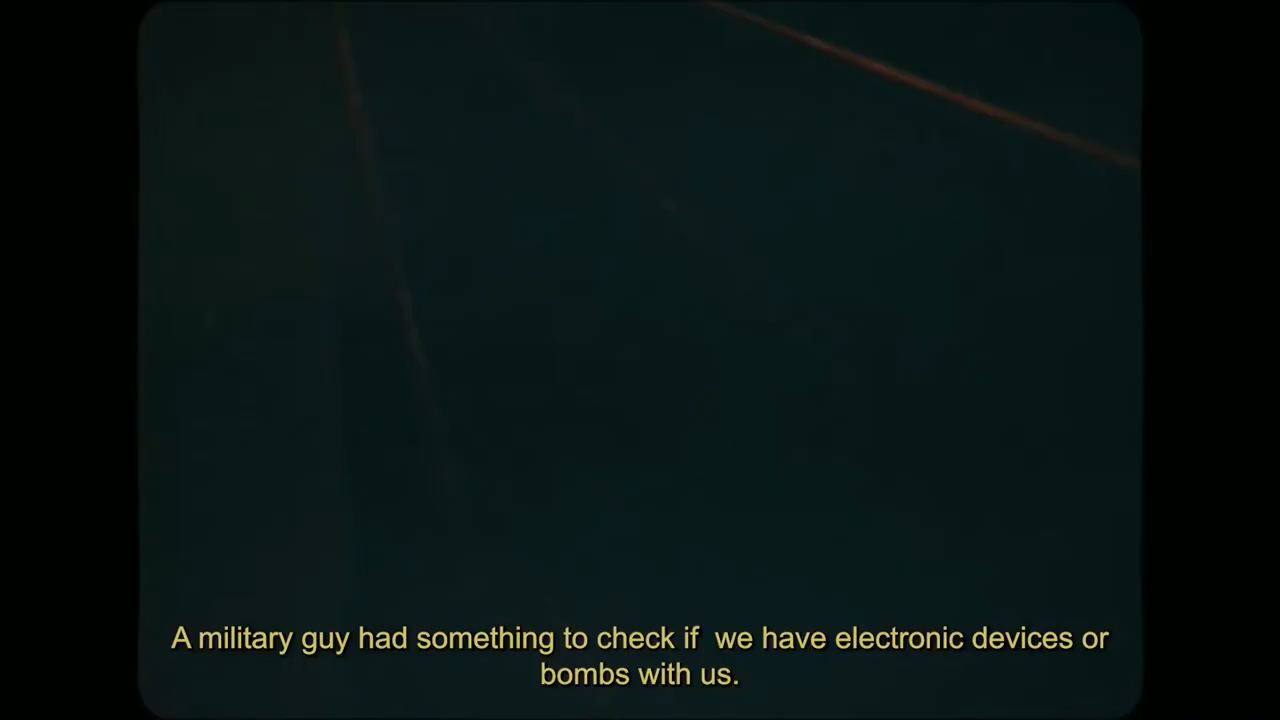 A military guy had something to check if  we have electronic devices or
bombs with us.